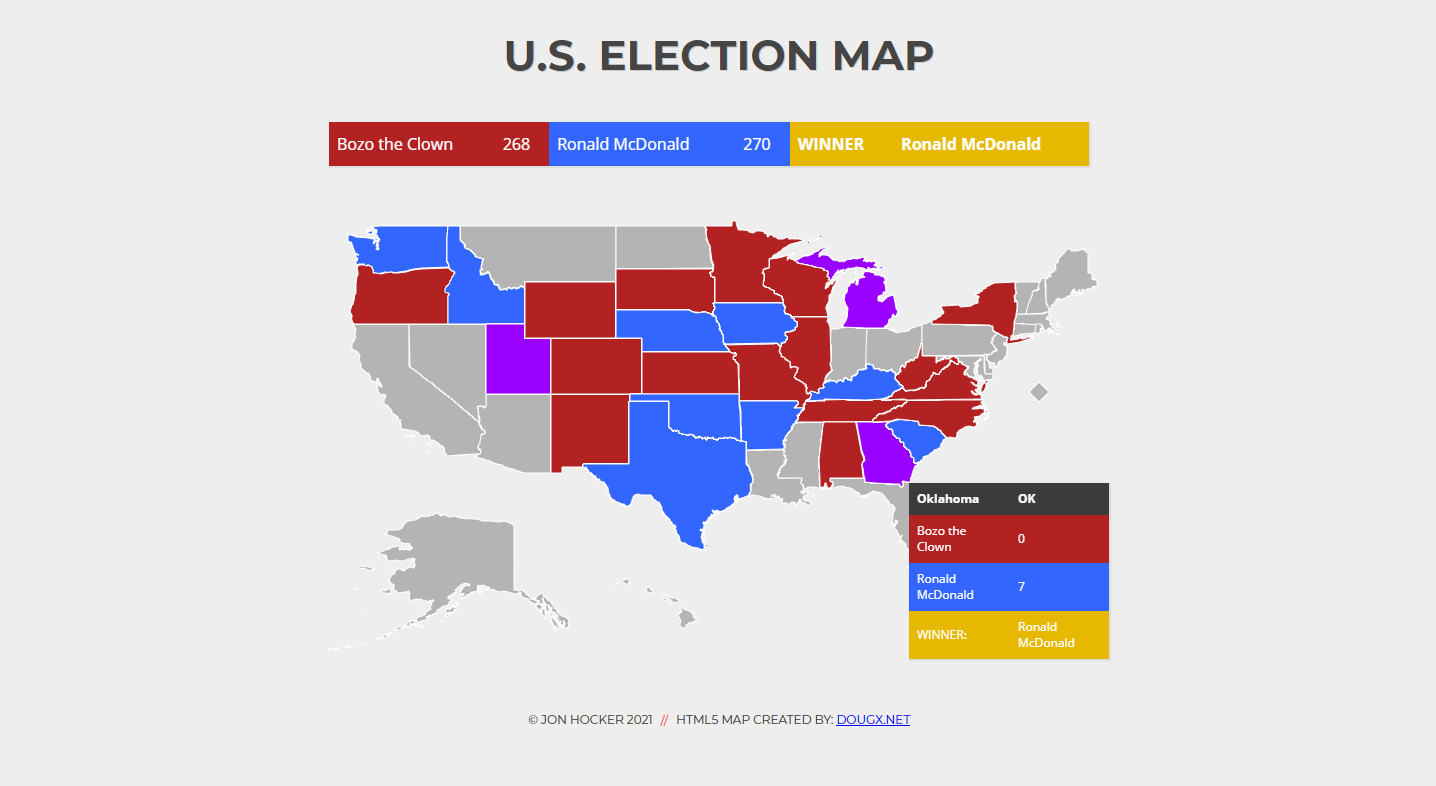 U.S. ELECTION MAP
Bozo the Clown 268 Ronald McDonald 270 WINNER Ronald McDonald
Oklahoma OK
Bozo the
Clown 0
Ronald
McDonald 7
WINNER: Ronald
McDonald
© JON HOCKER 2021 // HTML5 MAP CREATED BY: DOUGX.NET